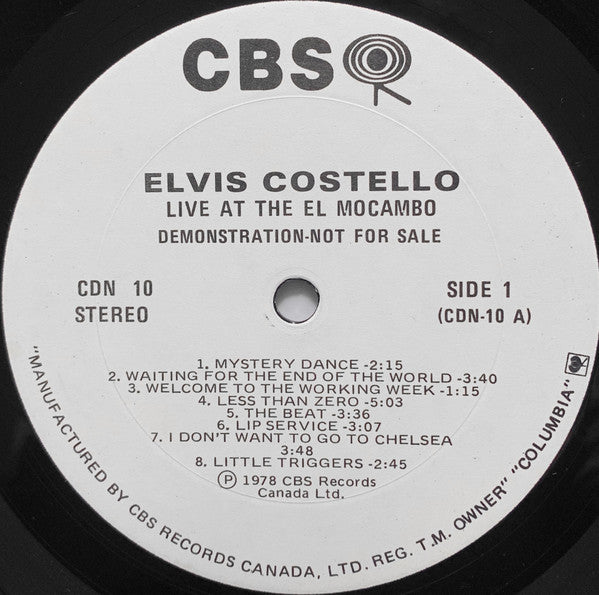 CBS
ELVIS COSTELLO
LIVE AT THE EL MOCAMBO
DEMONSTRATION-NOT FOR SALE
CDN 10
STEREO
SIDE 1
(CDN-10 A)
1. MYSTERY DANCE -2:15
2. WAITING FOR THE END OF THE WORLD -3:40
3. WELCOME TO THE WORKING WEEK -1:15
4. LESS THAN ZERO -5:03
5. THE BEAT -3:36
6. LIP SERVICE -3:07
7. I DON'T WANT TO GO TO CHELSEA
3:48
8. LITTLE TRIGGERS -2:45
Ⓟ 1978 CBS Records
Canada Ltd.
"MANUFACTURED BY CBS RECORDS CANADA, LTD. REG. T.M. OWNER" "COLUMBIA"